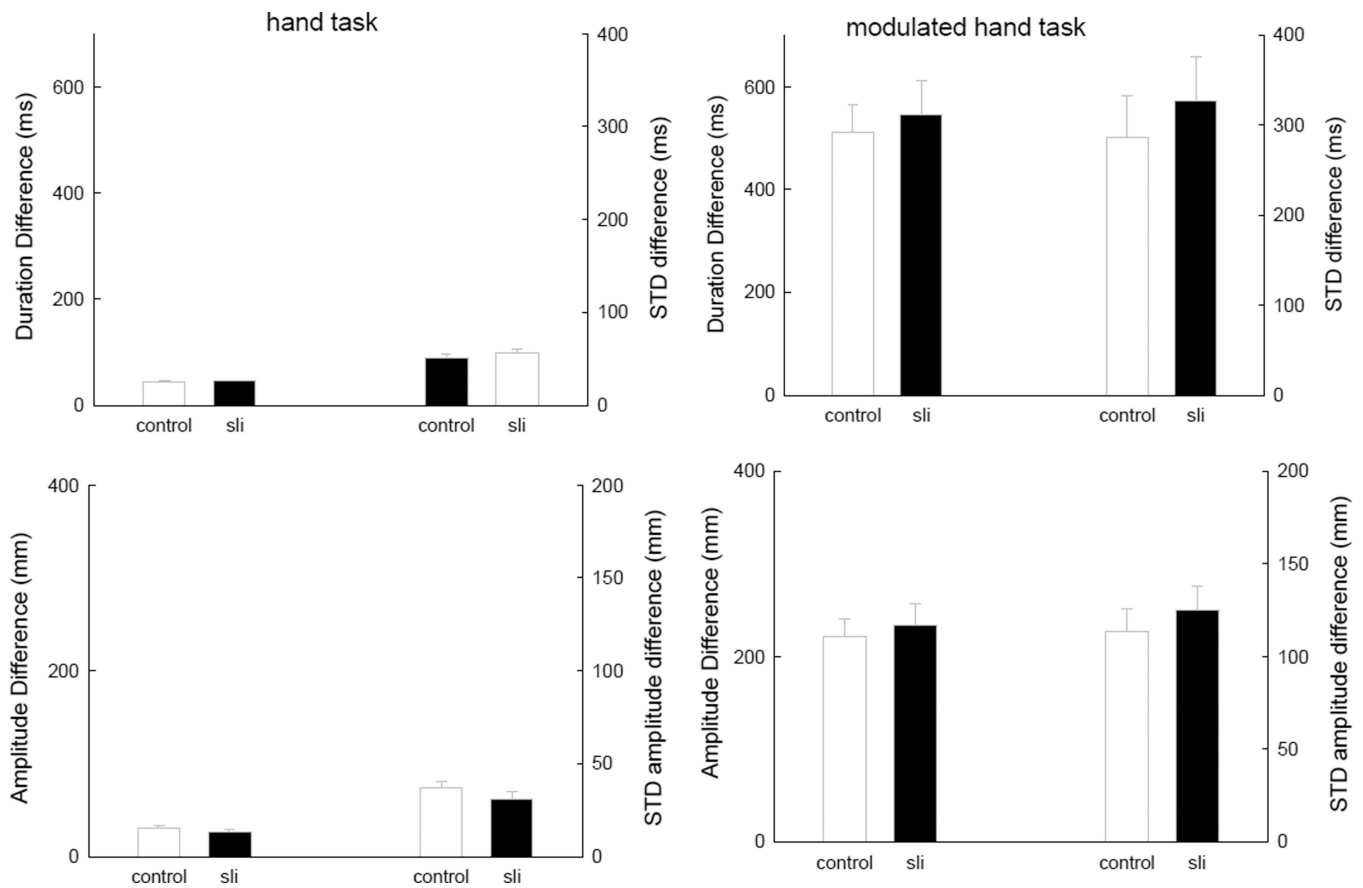 hand task
Duration Difference (ms)
600
400
200
0
STD difference (ms)
400
300
200
100
0
control
sli
control
sli
modulated hand task
Duration Difference (ms)
600
400
200
0
STD difference (ms)
400
300
200
100
0
control
sli
control
sli
Amplitude Difference (mm)
400
200
0
STD amplitude difference (mm)
200
150
100
50
0
control
sli
control
sli
Amplitude Difference (mm)
400
200
0
STD amplitude difference (mm)
200
150
100
50
0
control
sli
control
sli